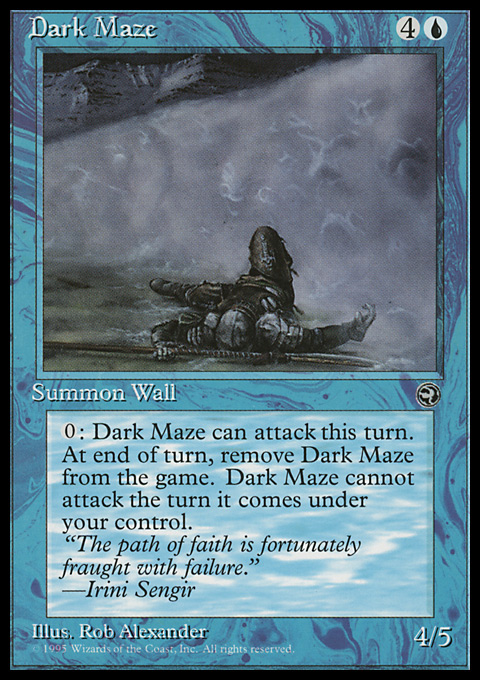 Dark Maze 4
Summon Wall
0: Dark Maze can attack this turn.
At end of turn, remove Dark Maze
from the game. Dark Maze cannot
attack the turn it comes under
your control.
“The path of faith is fortunately
fraught with failure.”
—Irini Sengir
Illus. Rob Alexander
4/5
© 1995 Wizards of the Coast, Inc. All rights reserved.